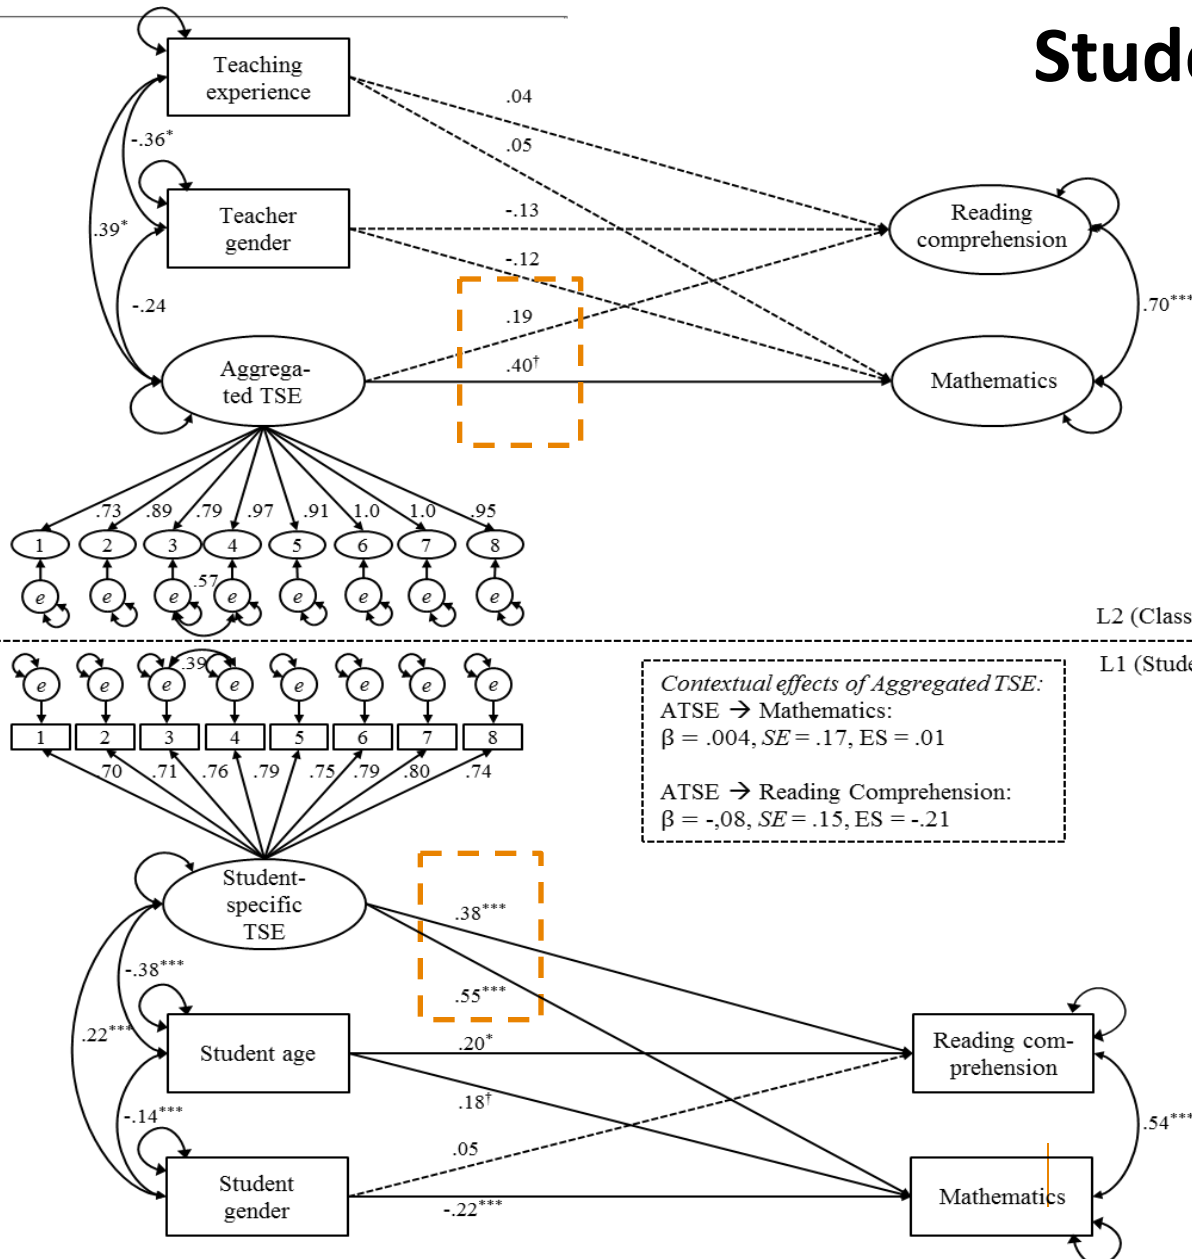 Stude
Teaching
experience
.04
.05
-.36*
Teacher
gender
-.13
-.12
.39*
-.24
Reading
comprehension
.70***
.19
.40†
Aggrega-
ted TSE
Mathematics
.73 .89 .79 .97 .91 1.0 1.0 .95
1 2 3 4 5 6 7 8
.57
e e e e e e e e
L2 (Class
L1 (Stude
.39
e e e e e e e e
1 2 3 4 5 6 7 8
.70 .71 .76 .79 .75 .79 .80 .74
Contextual effects of Aggregated TSE:
ATSE → Mathematics:
β = .004, SE = .17, ES = .01
ATSE → Reading Comprehension:
β = -,08, SE = .15, ES = -.21
Student-
specific
TSE
.38***
.55***
-.38***
.22***
Student age
.20*
.18†
Reading com-
prehension
-.14***
.05
.54***
Student
gender
-.22***
Mathematics